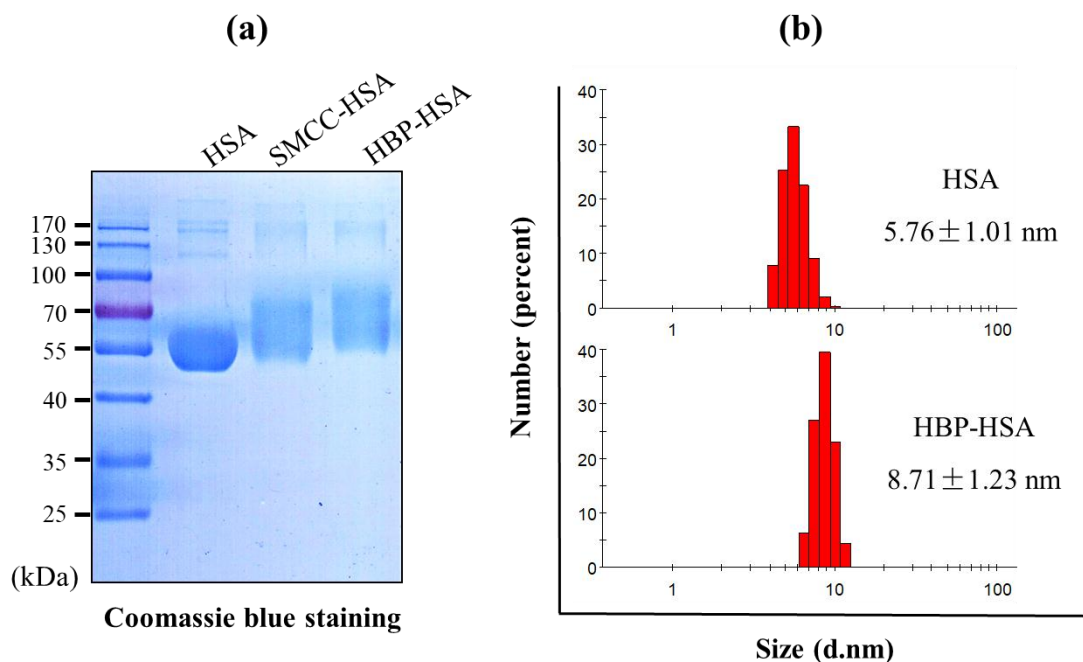 (a)
HSA
SMCC-HSA
HBP-HSA
170
130
100
70
55
40
35
25
(kDa)
Coomassie blue staining
(b)
Number (percent)
40
30
20
10
0
1
10
100
HSA
5.76±1.01 nm
40
30
20
10
0
1
10
100
HBP-HSA
8.71±1.23 nm
Size (d.nm)